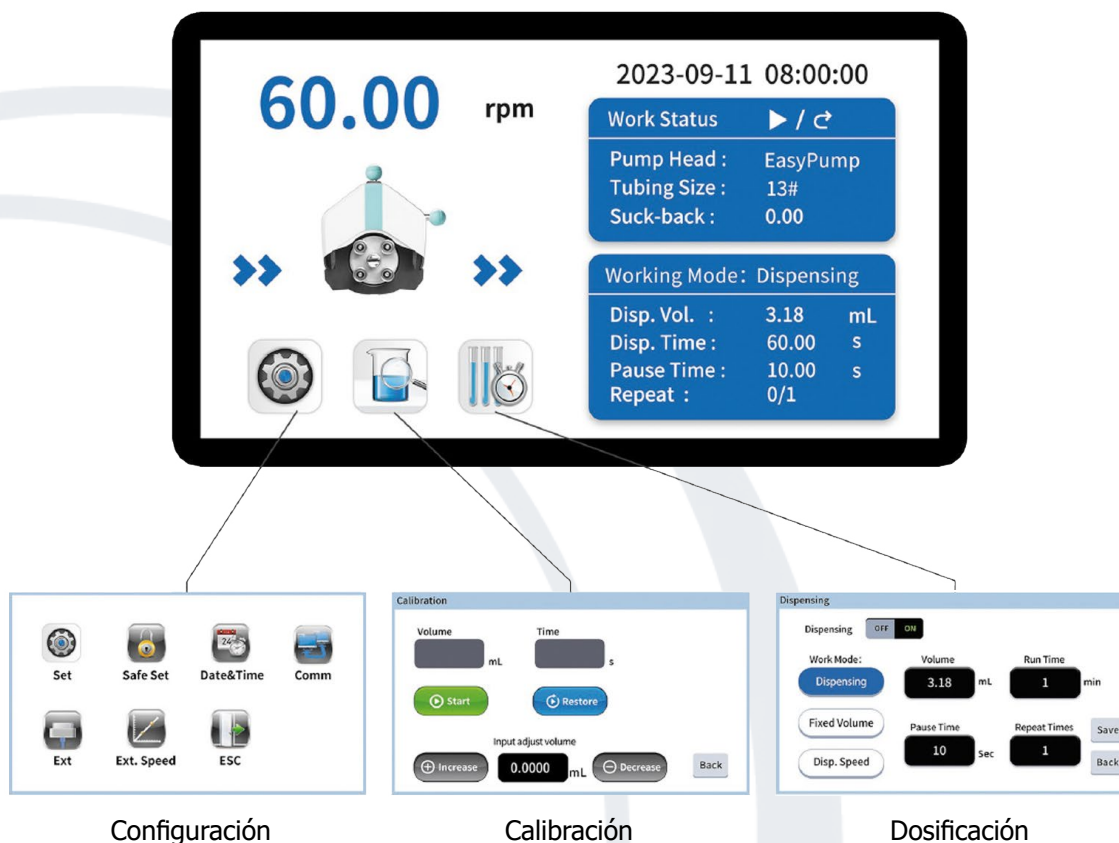 60.00 rpm
2023-09-11 08:00:00
Work Status
Pump Head : EasyPump
Tubing Size : 13#
Suck-back : 0.00
Working Mode: Dispensing
Disp. Vol. : 3.18 mL
Disp. Time : 60.00 s
Pause Time : 10.00 s
Repeat : 0/1
Set
Safe Set
24
Date&Time
Comm
Ext
Ext. Speed
ESC
Configuración
Calibration
Volume
Time
mL
s
Start
Restore
Input adjust volume
Increase
0.0000 mL
Decrease
Back
Calibración
Dispensing
Dispensing OFF ON
Work Mode:
Volume
Run Time
Dispensing
3.18 mL
1 min
Fixed Volume
Pause Time
Repeat Times
10 Sec
1
Save
Disp. Speed
Back
Dosificación